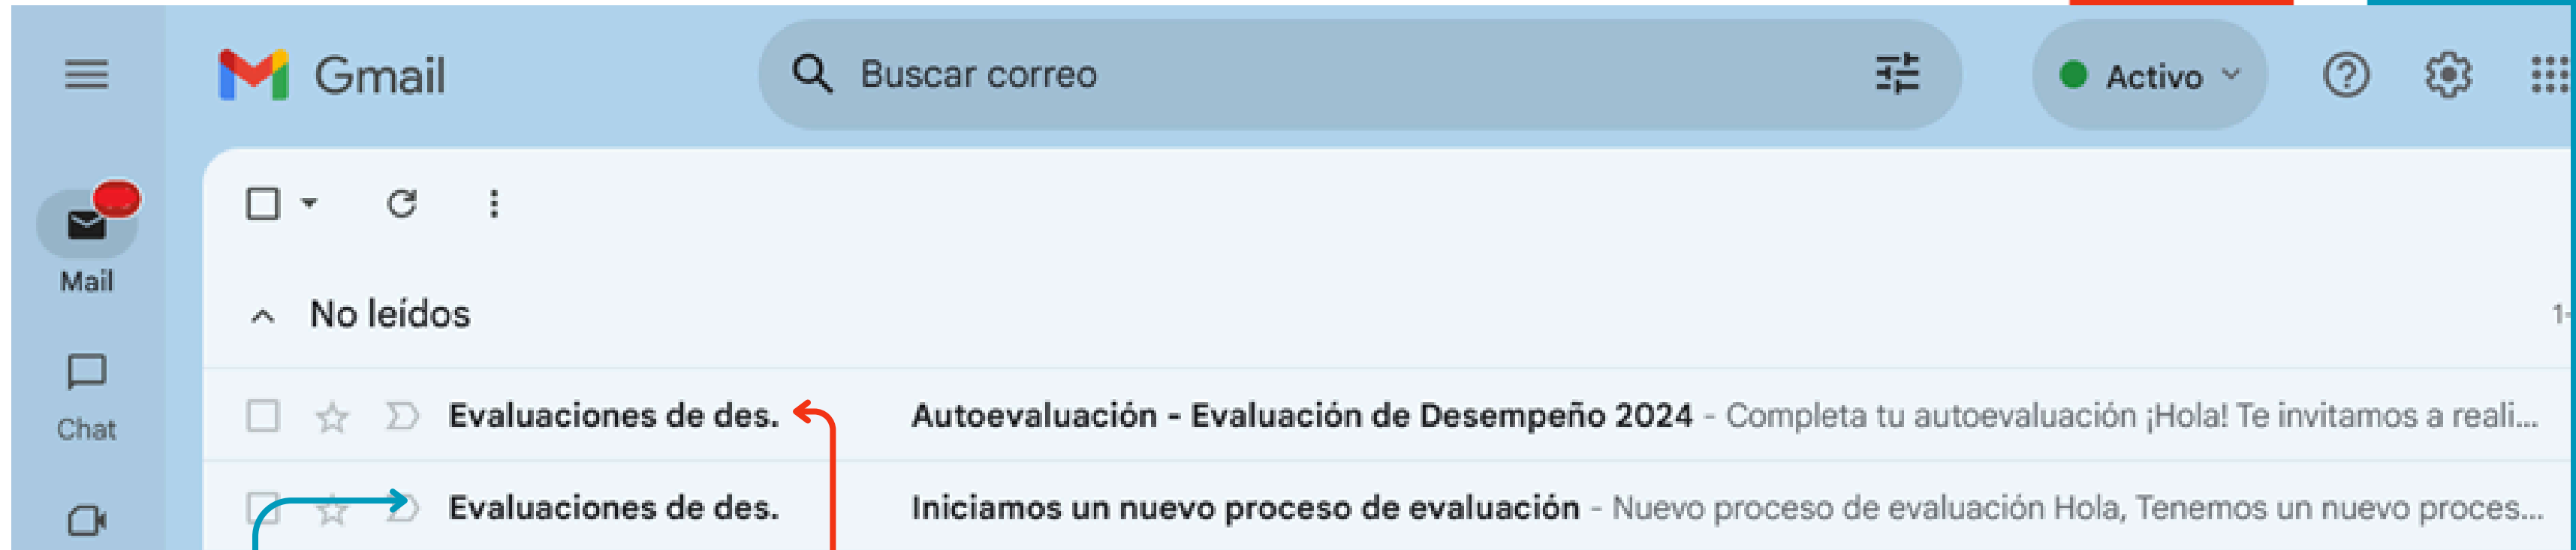 Gmail
Buscar correo
Activo
Mail
No leídos
1-
Chat
Evaluaciones de des. Autoevaluación - Evaluación de Desempeño 2024 - Completa tu autoevaluación ¡Hola! Te invitamos a reali...
Evaluaciones de des. Iniciamos un nuevo proceso de evaluación - Nuevo proceso de evaluación Hola, Tenemos un nuevo proces...